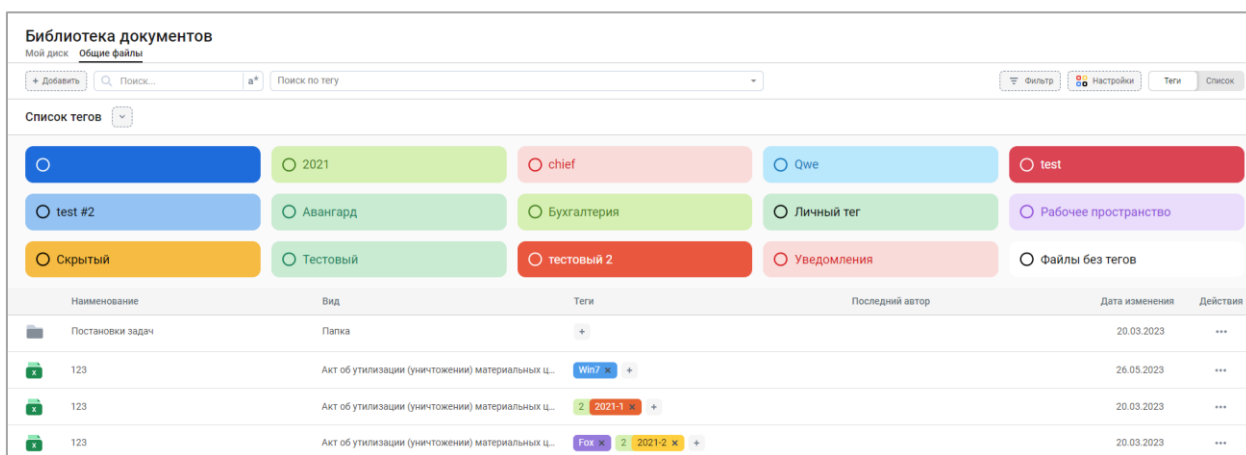 Библиотека документов
Мой диск Общие файлы
+ Добавить Поиск... a* Поиск по тегу Фильтр Настройки Теги Список
Список тегов
2021 chief Qwe test
test #2 Авангард Бухгалтерия Личный тег Рабочее пространство
Скрытый Тестовый тестовый 2 Уведомления Файлы без тегов
Наименование Вид Теги Последний автор Дата изменения Действия
Постановки задач Папка + 20.03.2023 •••
123 Акт об утилизации (уничтожении) материальных ц... Win7 × + 26.05.2023 •••
123 Акт об утилизации (уничтожении) материальных ц... 2 2021-1 × + 20.03.2023 •••
123 Акт об утилизации (уничтожении) материальных ц... Fox × 2 2021-2 × + 20.03.2023 •••